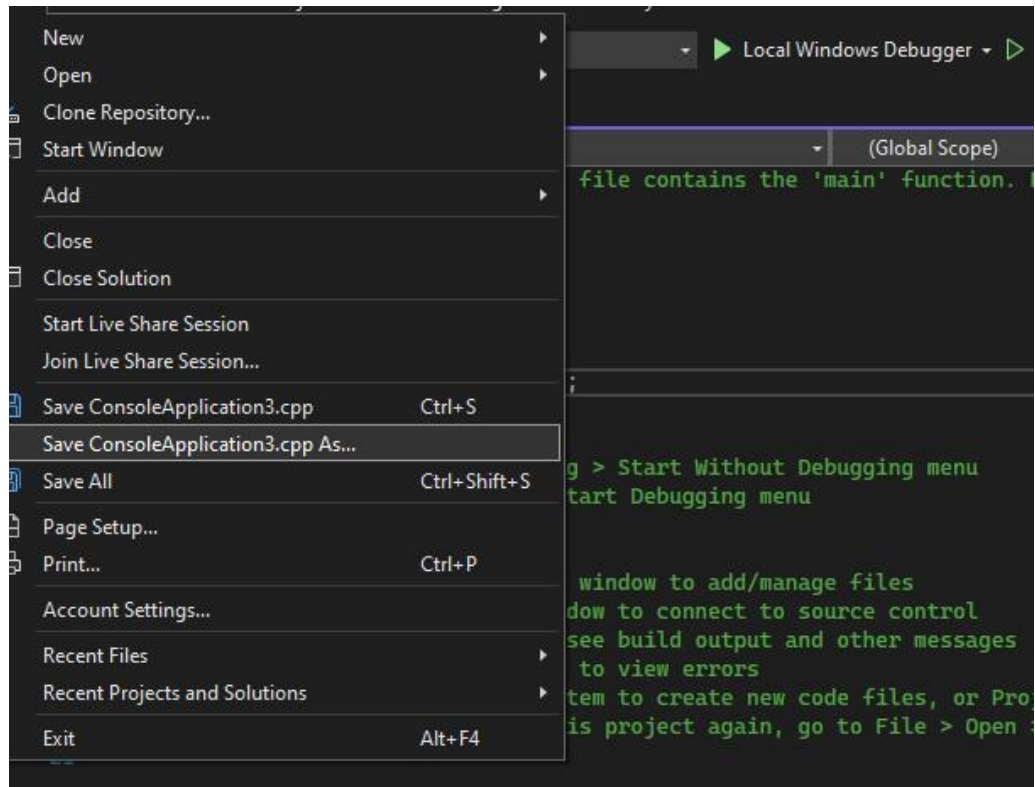 New
Open
Clone Repository...
Start Window
Add
Close
Close Solution
Start Live Share Session
Join Live Share Session...
Save ConsoleApplication3.cpp Ctrl+S
Save ConsoleApplication3.cpp As...
Save All Ctrl+Shift+S
Page Setup...
Print... Ctrl+P
Account Settings...
Recent Files
Recent Projects and Solutions
Exit Alt+F4
Local Windows Debugger
(Global Scope)
file contains the 'main' function.
;
g > Start Without Debugging menu
tart Debugging menu
window to add/manage files
dow to connect to source control
see build output and other messages
to view errors
tem to create new code files, or Proj
is project again, go to File > Open >